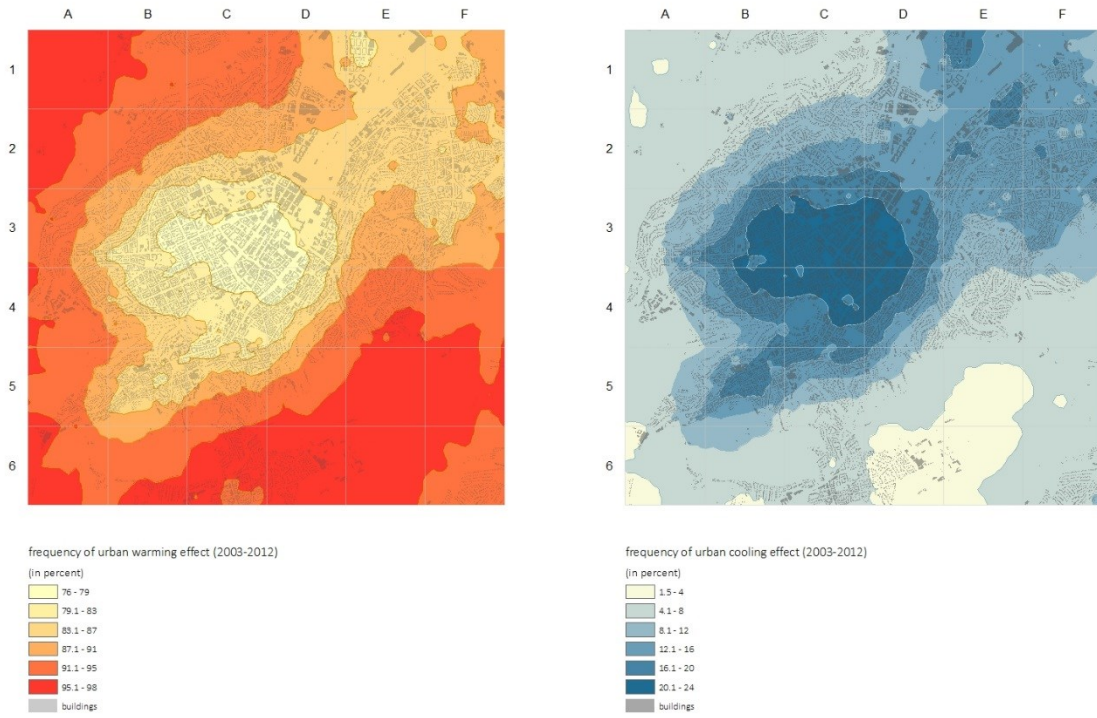 A B C D E F
1
2
3
4
5
6
frequency of urban warming effect (2003-2012)
(in percent)
76 - 79
79.1 - 83
83.1 - 87
87.1 - 91
91.1 - 95
95.1 - 98
buildings
A B C D E F
1
2
3
4
5
6
frequency of urban cooling effect (2003-2012)
(in percent)
1.5 - 4
4.1 - 8
8.1 - 12
12.1 - 16
16.1 - 20
20.1 - 24
buildings